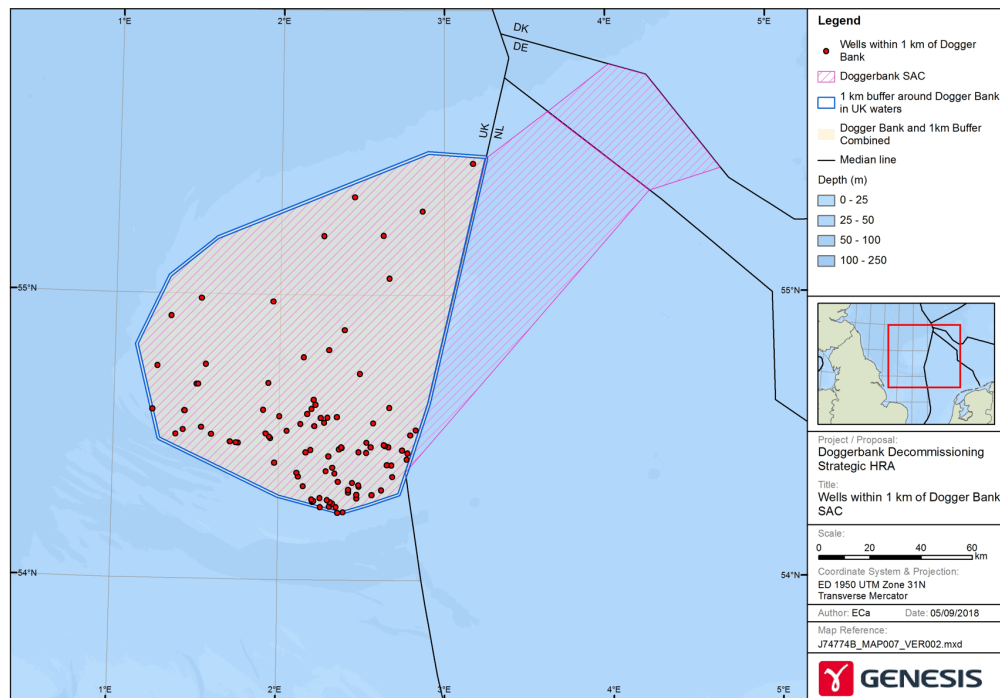 1°E
2°E
3°E
4°E
5°E
DK
DE
UK
NL
55°N
55°N
54°N
54°N
1°E
2°E
3°E
4°E
5°E
Legend
Wells within 1 km of Dogger
Bank
Doggerbank SAC
1 km buffer around Dogger Bank
in UK waters
Dogger Bank and 1km Buffer
Combined
Median line
Depth (m)
0 - 25
25 - 50
50 - 100
100 - 250
Project / Proposal:
Doggerbank Decommissioning
Strategic HRA
Title:
Wells within 1 km of Dogger Bank
SAC
Scale:
0 20 40 60
km
Coordinate System & Projection:
ED 1950 UTM Zone 31N
Transverse Mercator
Author: ECa Date: 05/09/2018
Map Reference:
J74774B_MAP007_VER002.mxd
GENESIS